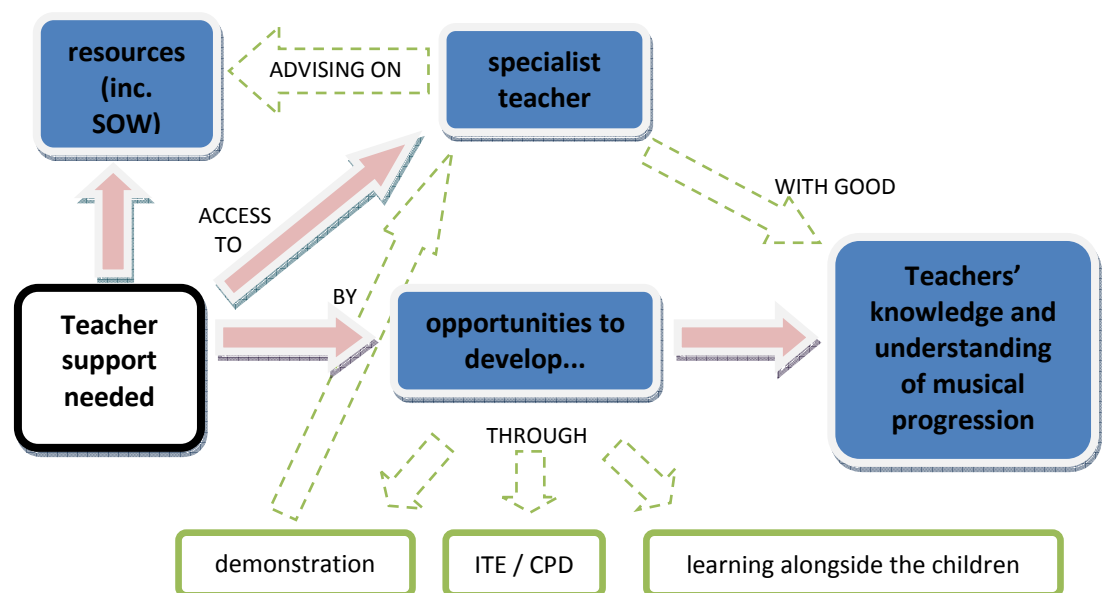 resources
(inc.
SOW)
ADVISING ON
specialist
teacher
WITH GOOD
ACCESS
TO
BY
Teacher
support
needed
opportunities to
develop...
Teachers’
knowledge and
understanding
of musical
progression
THROUGH
demonstration
ITE / CPD
learning alongside the children